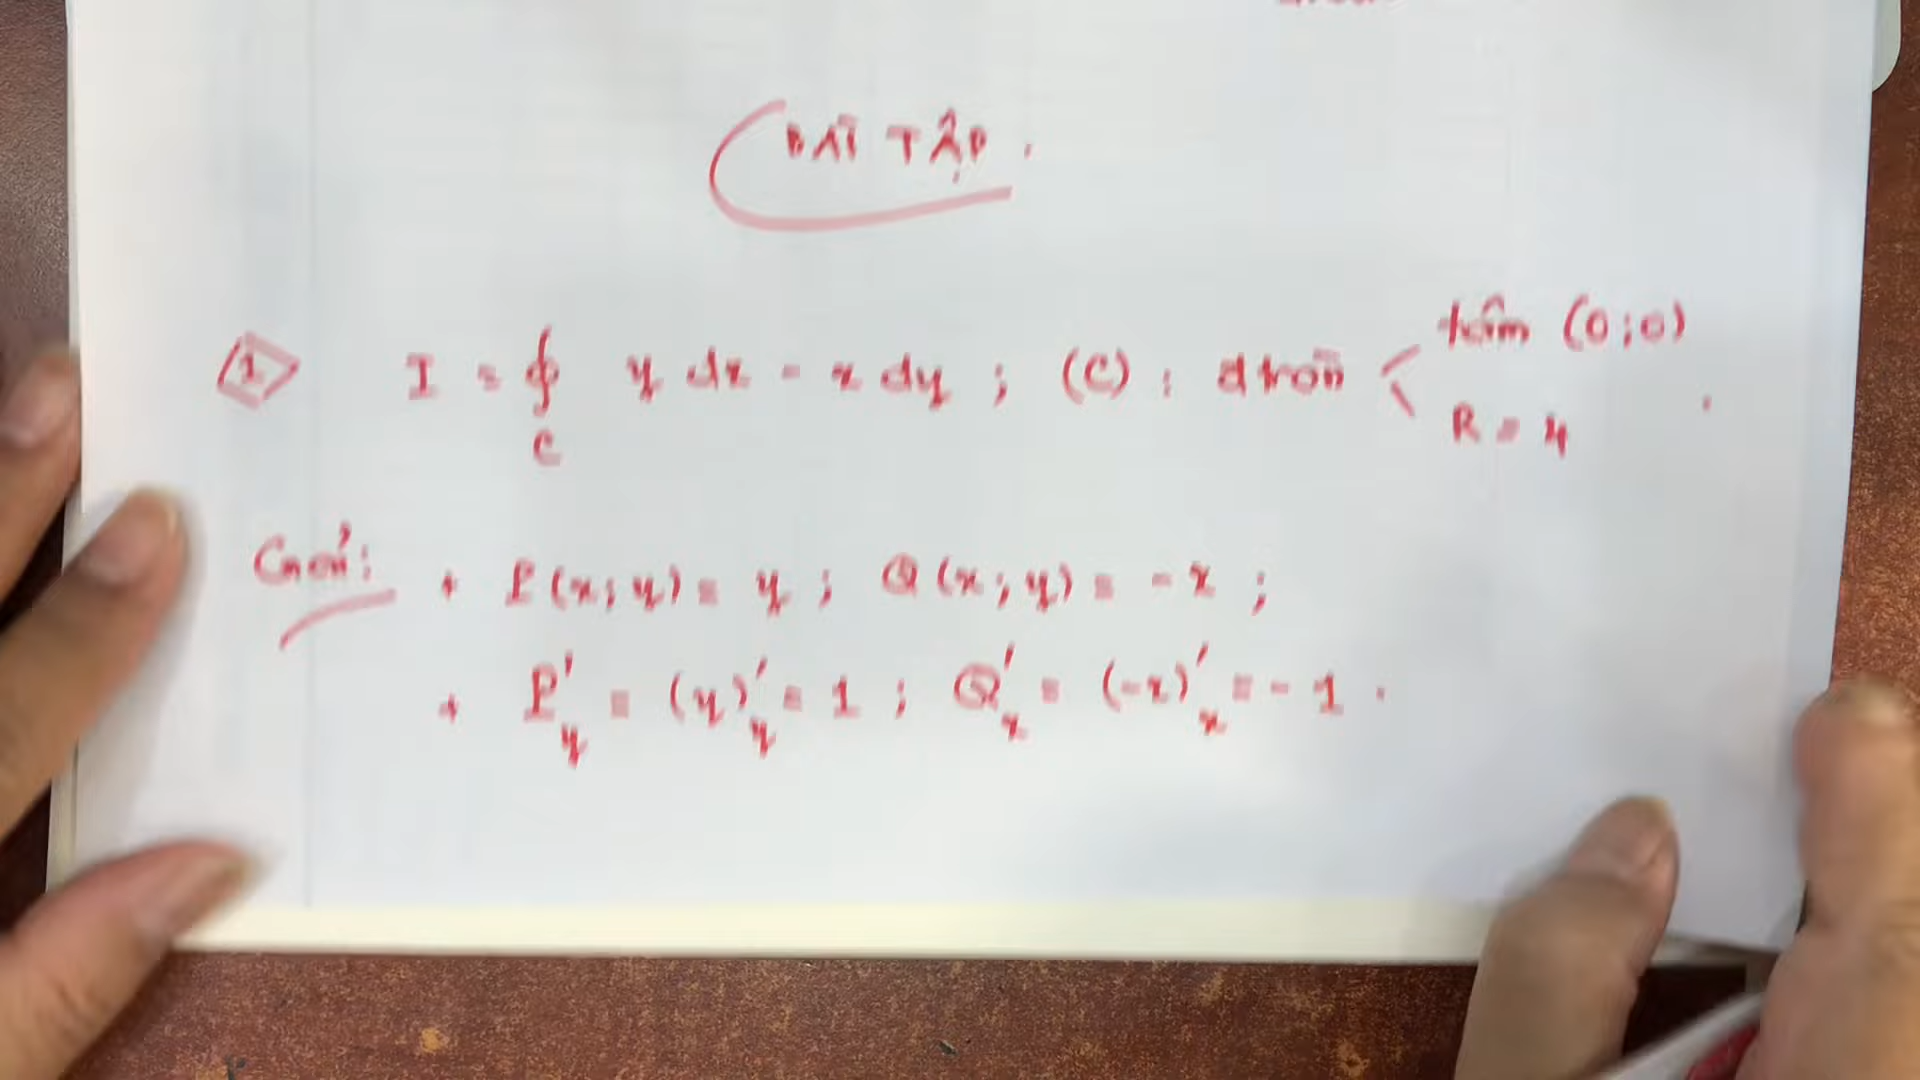 BÀI TẬP.
1 I = ∮_C y dx - x dy ; (C) : đtròn < tâm (0;0) R = 4 .
Giải: + P(x;y) = y ; Q(x;y) = -x ;
+ P'_y = (y)'_y = 1 ; Q'_x = (-x)'_x = -1 .